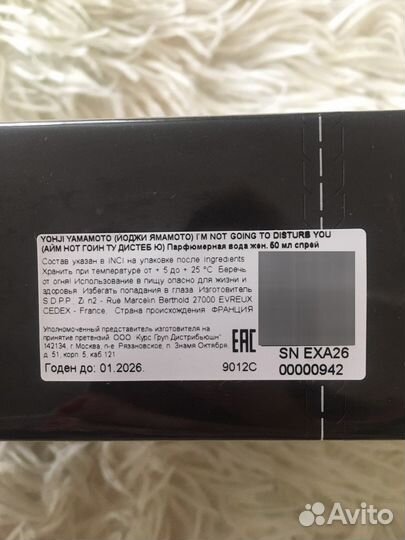 YOHJI YAMAMOTO (ЙОДЖИ ЯМАМОТО) I'M NOT GOING TO DISTURB YOU
(АЙМ НОТ ГОИН ТУ ДИСТЕБ Ю) Парфюмерная вода жен. 50 мл спрей
Состав указан в INCI на упаковке после Ingredients
Хранить при температуре от + 5 до + 25 °C Беречь
от огня! Использование в пищу опасно для жизни и
здоровья. Избегать попадания в глаза. Изготовитель
S.D.P.P., Zi n2 - Rue Marcelin Berthold 27000 EVREUX
CEDEX - France. Страна происхождения ФРАНЦИЯ
Уполномоченный представитель изготовителя на
принятие претензий: ООО "Курс Груп Дистрибьюшн"
142134, г Москва, п-е Рязановское, п. Знамя Октября,
д. 51, корп 5, каб 121
EAC
Годен до: 01.2026.
9012C
SN EXA26
00000942
Avito